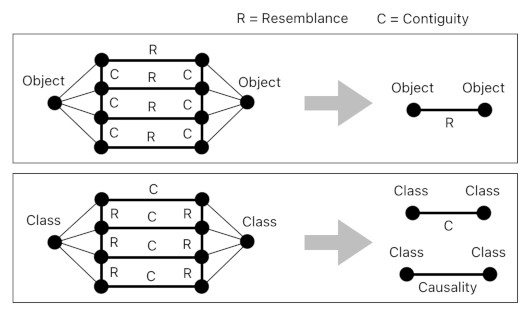 R = Resemblance C = Contiguity
R
Object C R C Object
C R C
C R C
Object Object
R
C
Class R C R Class
R C R
R C R
Class Class
C
Class Class
Causality